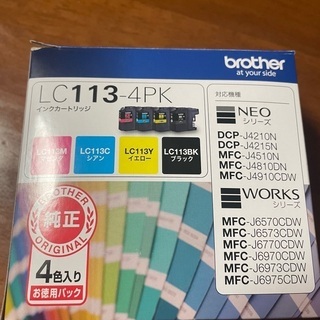 brother
at your side
LC113-4PK
インクカートリッジ
対応機種
NEO
シリーズ
DCP-J4210N
DCP-J4215N
MFC-J4510N
MFC-J4810DN
MFC-J4910CDW
LC113M
マゼンタ
LC113C
シアン
LC113Y
イエロー
LC113BK
ブラック
WORKS
シリーズ
MFC-J6570CDW
MFC-J6573CDW
MFC-J6770CDW
MFC-J6970CDW
MFC-J6973CDW
MFC-J6975CDW
BROTHER
純正
ORIGINAL
4色入り
お徳用パック